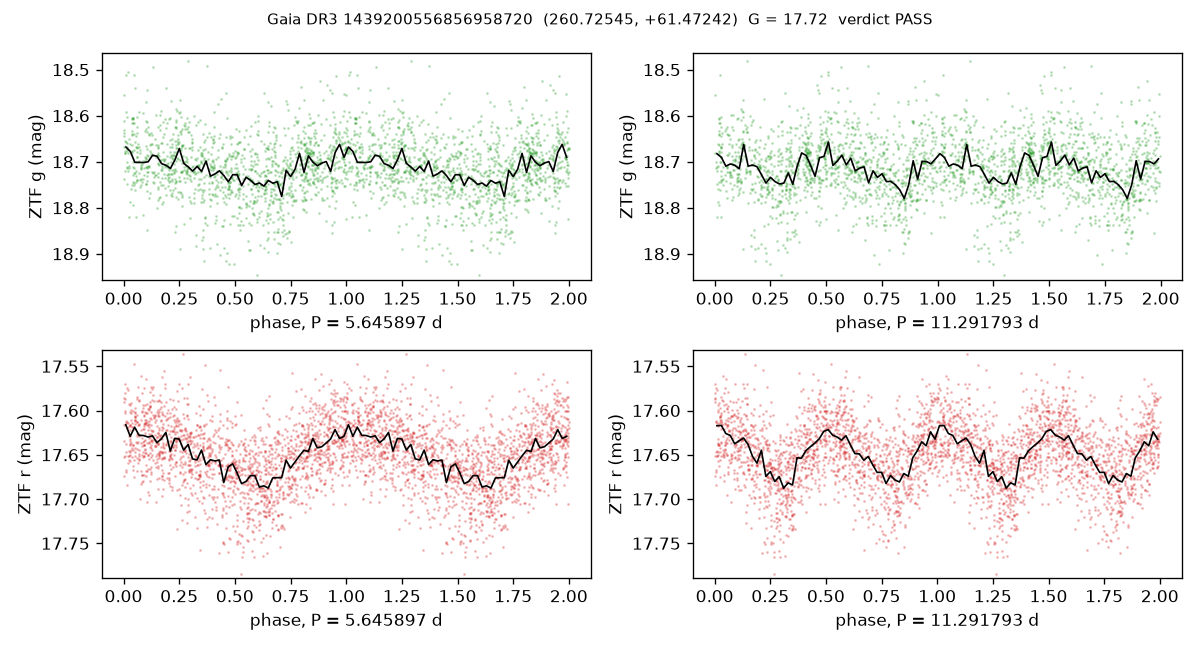 Gaia DR3 1439200556856958720 (260.72545, +61.47242) G = 17.72 verdict PASS
ZTF g (mag)
18.5
18.6
18.7
18.8
18.9
0.00 0.25 0.50 0.75 1.00 1.25 1.50 1.75 2.00
phase, P = 5.645897 d
ZTF g (mag)
18.5
18.6
18.7
18.8
18.9
0.00 0.25 0.50 0.75 1.00 1.25 1.50 1.75 2.00
phase, P = 11.291793 d
ZTF r (mag)
17.55
17.60
17.65
17.70
17.75
0.00 0.25 0.50 0.75 1.00 1.25 1.50 1.75 2.00
phase, P = 5.645897 d
ZTF r (mag)
17.55
17.60
17.65
17.70
17.75
0.00 0.25 0.50 0.75 1.00 1.25 1.50 1.75 2.00
phase, P = 11.291793 d